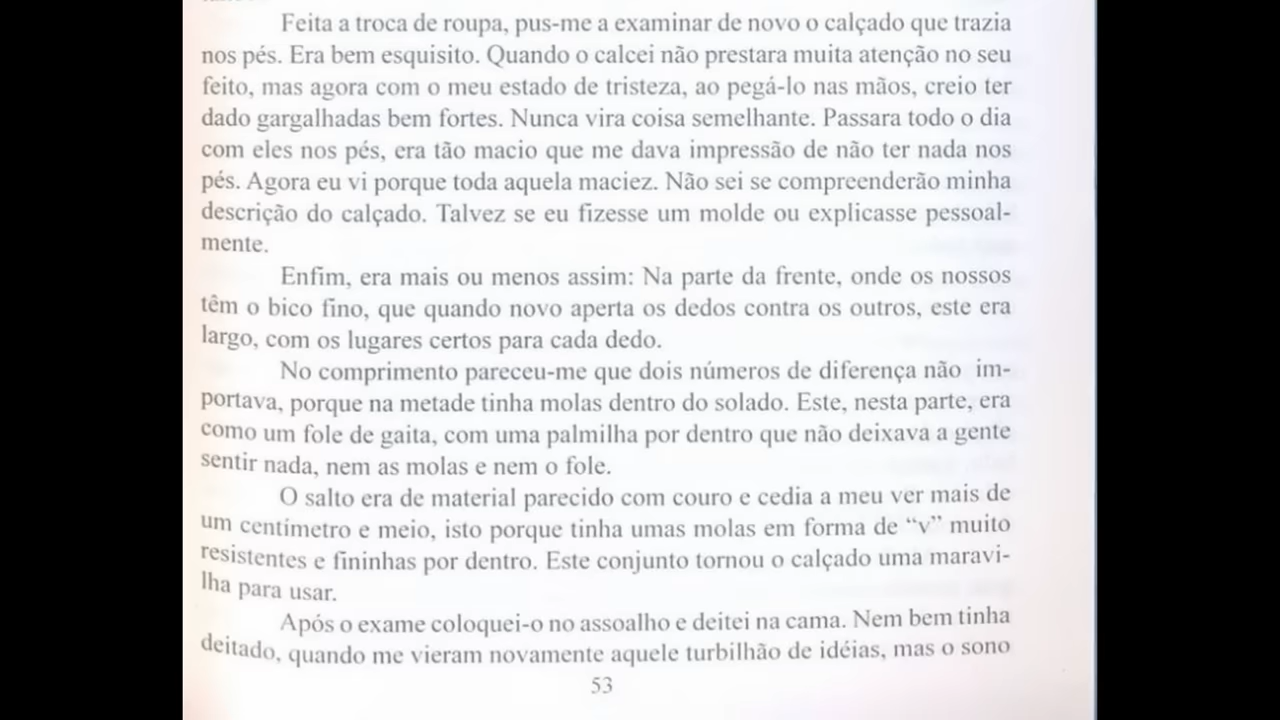 Feita a troca de roupa, pus-me a examinar de novo o calçado que trazia
nos pés. Era bem esquisito. Quando o calcei não prestara muita atenção no seu
feito, mas agora com o meu estado de tristeza, ao pegá-lo nas mãos, creio ter
dado gargalhadas bem fortes. Nunca vira coisa semelhante. Passara todo o dia
com eles nos pés, era tão macio que me dava impressão de não ter nada nos
pés. Agora eu vi porque toda aquela maciez. Não sei se compreenderão minha
descrição do calçado. Talvez se eu fizesse um molde ou explicasse pessoal-
mente.
Enfim, era mais ou menos assim: Na parte da frente, onde os nossos
têm o bico fino, que quando novo aperta os dedos contra os outros, este era
largo, com os lugares certos para cada dedo.
No comprimento pareceu-me que dois números de diferença não im-
portava, porque na metade tinha molas dentro do solado. Este, nesta parte, era
como um fole de gaita, com uma palmilha por dentro que não deixava a gente
sentir nada, nem as molas e nem o fole.
O salto era de material parecido com couro e cedia a meu ver mais de
um centímetro e meio, isto porque tinha umas molas em forma de “v” muito
resistentes e fininhas por dentro. Este conjunto tornou o calçado uma maravi-
lha para usar.
Após o exame coloquei-o no assoalho e deitei na cama. Nem bem tinha
deitado, quando me vieram novamente aquele turbilhão de idéias, mas o sono
53